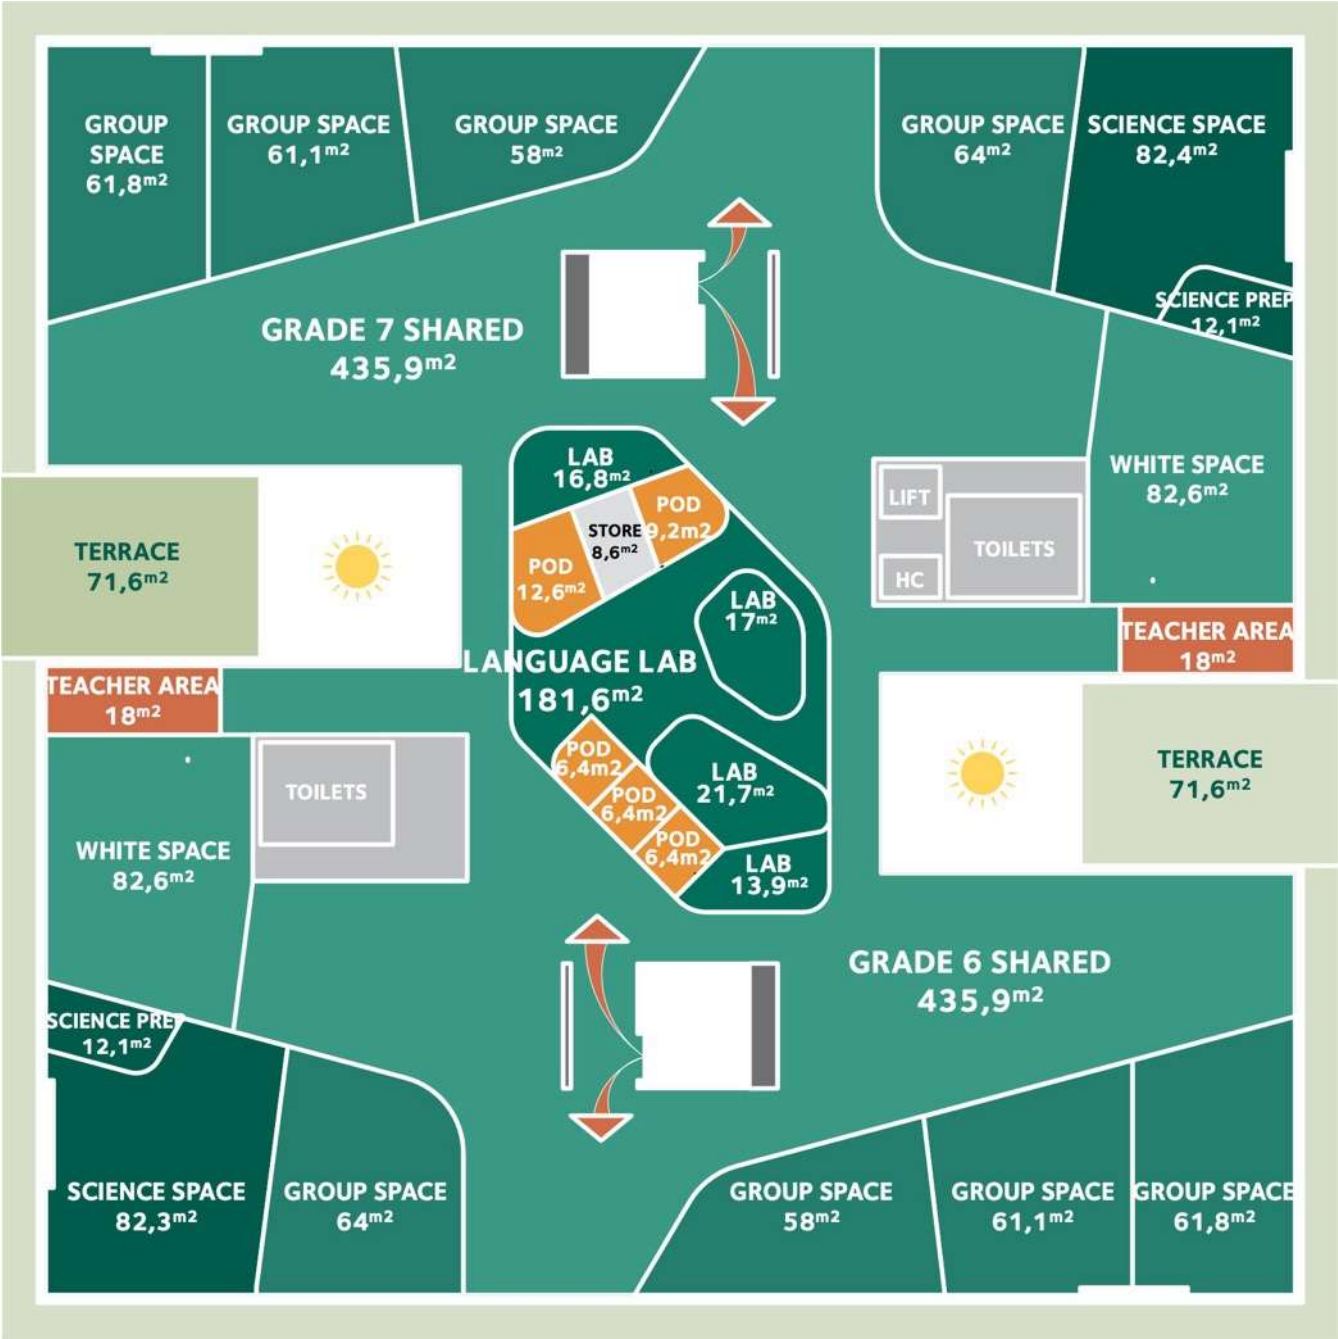 GROUP
SPACE
61,8m2
GROUP SPACE
61,1m2
GROUP SPACE
58m2
GROUP SPACE
64m2
SCIENCE SPACE
82,4m2
SCIENCE PREP
12,1m2
GRADE 7 SHARED
435,9m2
WHITE SPACE
82,6m2
LIFT
TOILETS
HC
TEACHER AREA
18m2
TERRACE
71,6m2
LAB
16,8m2
POD
9,2m2
STORE
8,6m2
POD
12,6m2
LAB
17m2
LANGUAGE LAB
181,6m2
POD
6,4m2
POD
6,4m2
POD
6,4m2
LAB
21,7m2
LAB
13,9m2
TEACHER AREA
18m2
TOILETS
WHITE SPACE
82,6m2
TERRACE
71,6m2
GRADE 6 SHARED
435,9m2
SCIENCE PREP
12,1m2
SCIENCE SPACE
82,3m2
GROUP SPACE
64m2
GROUP SPACE
58m2
GROUP SPACE
61,1m2
GROUP SPACE
61,8m2